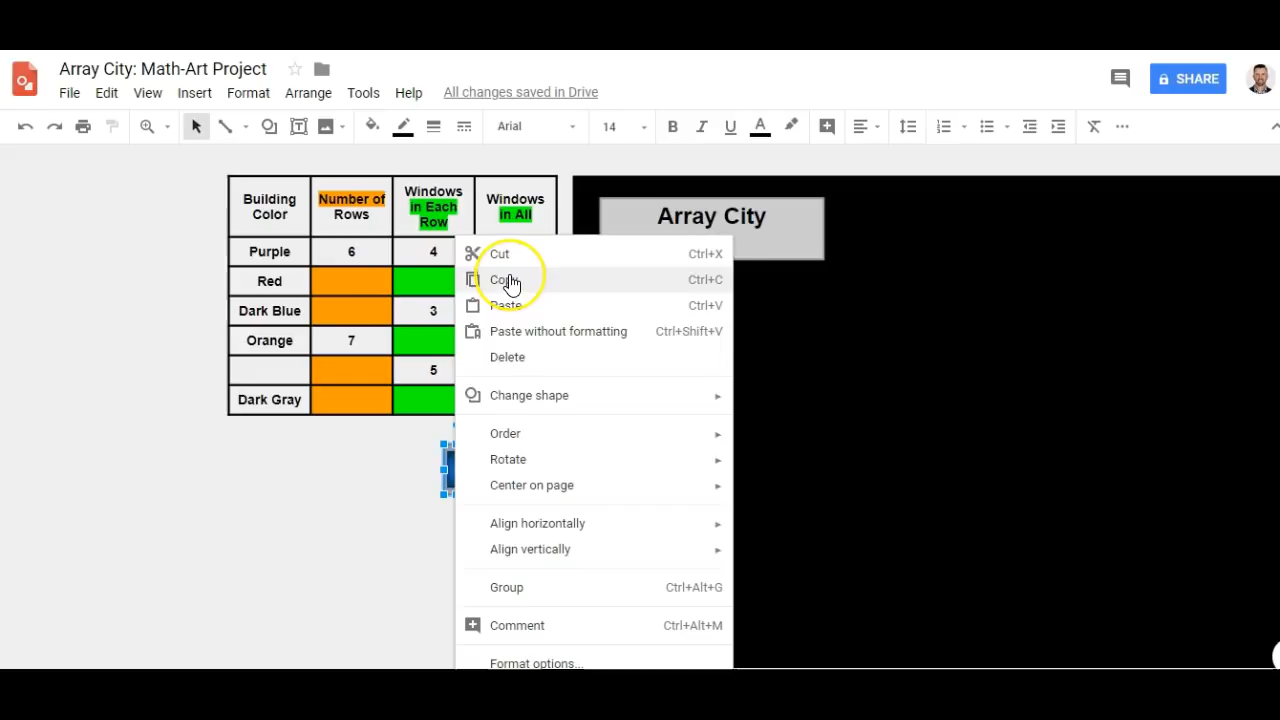 Array City: Math-Art Project
File Edit View Insert Format Arrange Tools Help All changes saved in Drive
SHARE
Arial 14 B I U A
Building Color
Number of Rows
Windows in Each Row
Windows in All
Purple 6 4
Red
Dark Blue 3
Orange 7
5
Dark Gray
Array City
Cut Ctrl+X
Copy Ctrl+C
Paste Ctrl+V
Paste without formatting Ctrl+Shift+V
Delete
Change shape
Order
Rotate
Center on page
Align horizontally
Align vertically
Group Ctrl+Alt+G
Comment Ctrl+Alt+M
Format options...